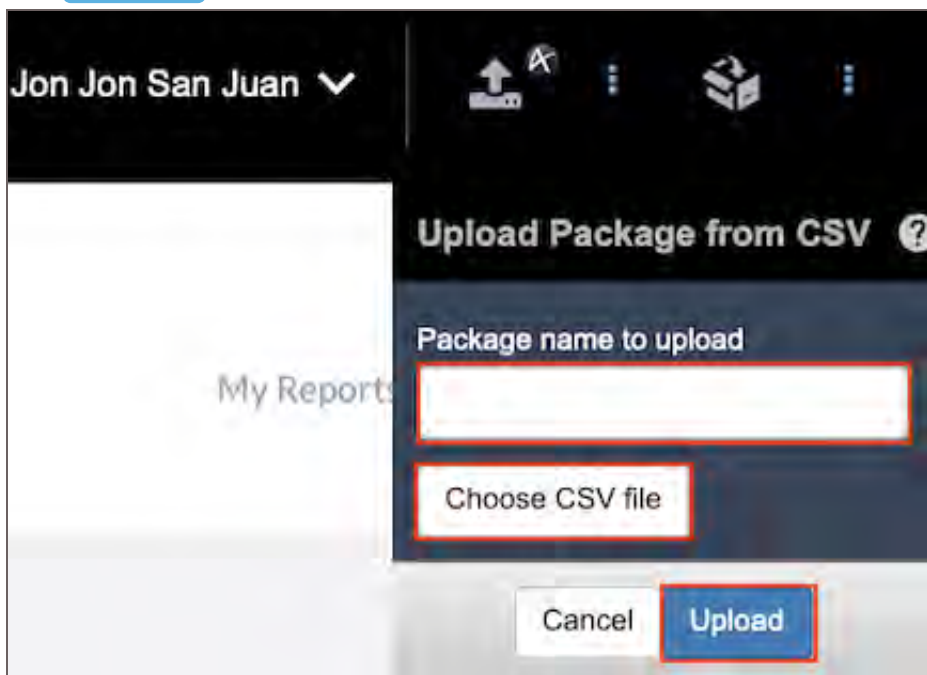 Jon Jon San Juan
Upload Package from CSV ?
Package name to upload
My Reports
Choose CSV file
Cancel
Upload